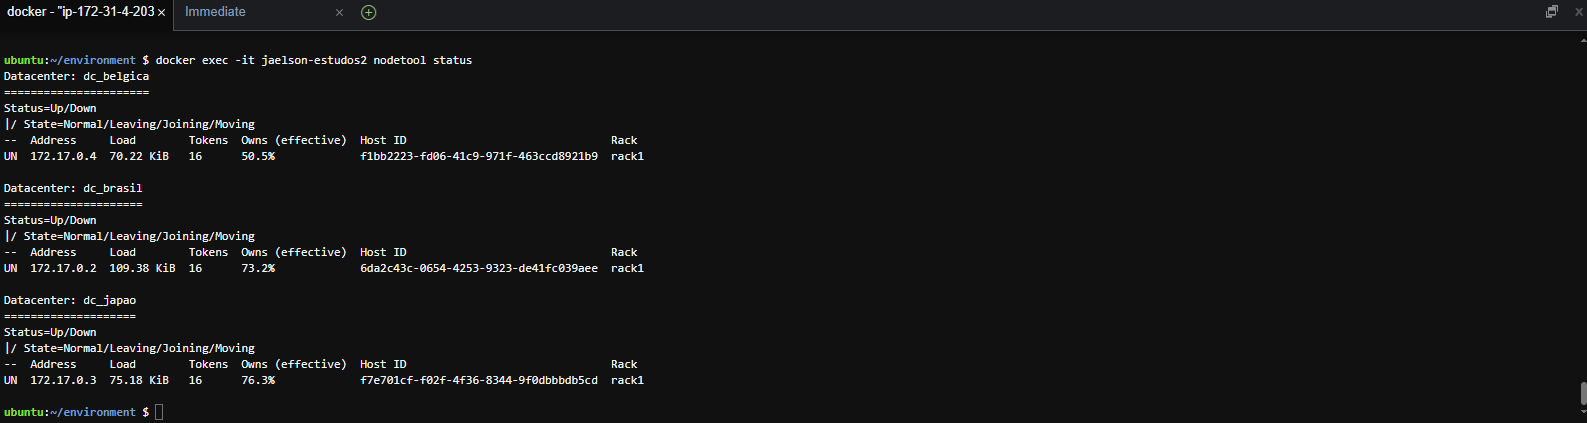 docker - "ip-172-31-4-203 × Immediate ×
ubuntu:~/environment $ docker exec -it jaelson-estudos2 nodetool status
Datacenter: dc_belgica
======================
Status=Up/Down
|/ State=Normal/Leaving/Joining/Moving
-- Address Load Tokens Owns (effective) Host ID Rack
UN 172.17.0.4 70.22 KiB 16 50.5% f1bb2223-fd06-41c9-971f-463ccd8921b9 rack1
Datacenter: dc_brasil
=====================
Status=Up/Down
|/ State=Normal/Leaving/Joining/Moving
-- Address Load Tokens Owns (effective) Host ID Rack
UN 172.17.0.2 109.38 KiB 16 73.2% 6da2c43c-0654-4253-9323-de41fc039aee rack1
Datacenter: dc_japao
====================
Status=Up/Down
|/ State=Normal/Leaving/Joining/Moving
-- Address Load Tokens Owns (effective) Host ID Rack
UN 172.17.0.3 75.18 KiB 16 76.3% f7e701cf-f02f-4f36-8344-9f0dbbbdb5cd rack1
ubuntu:~/environment $